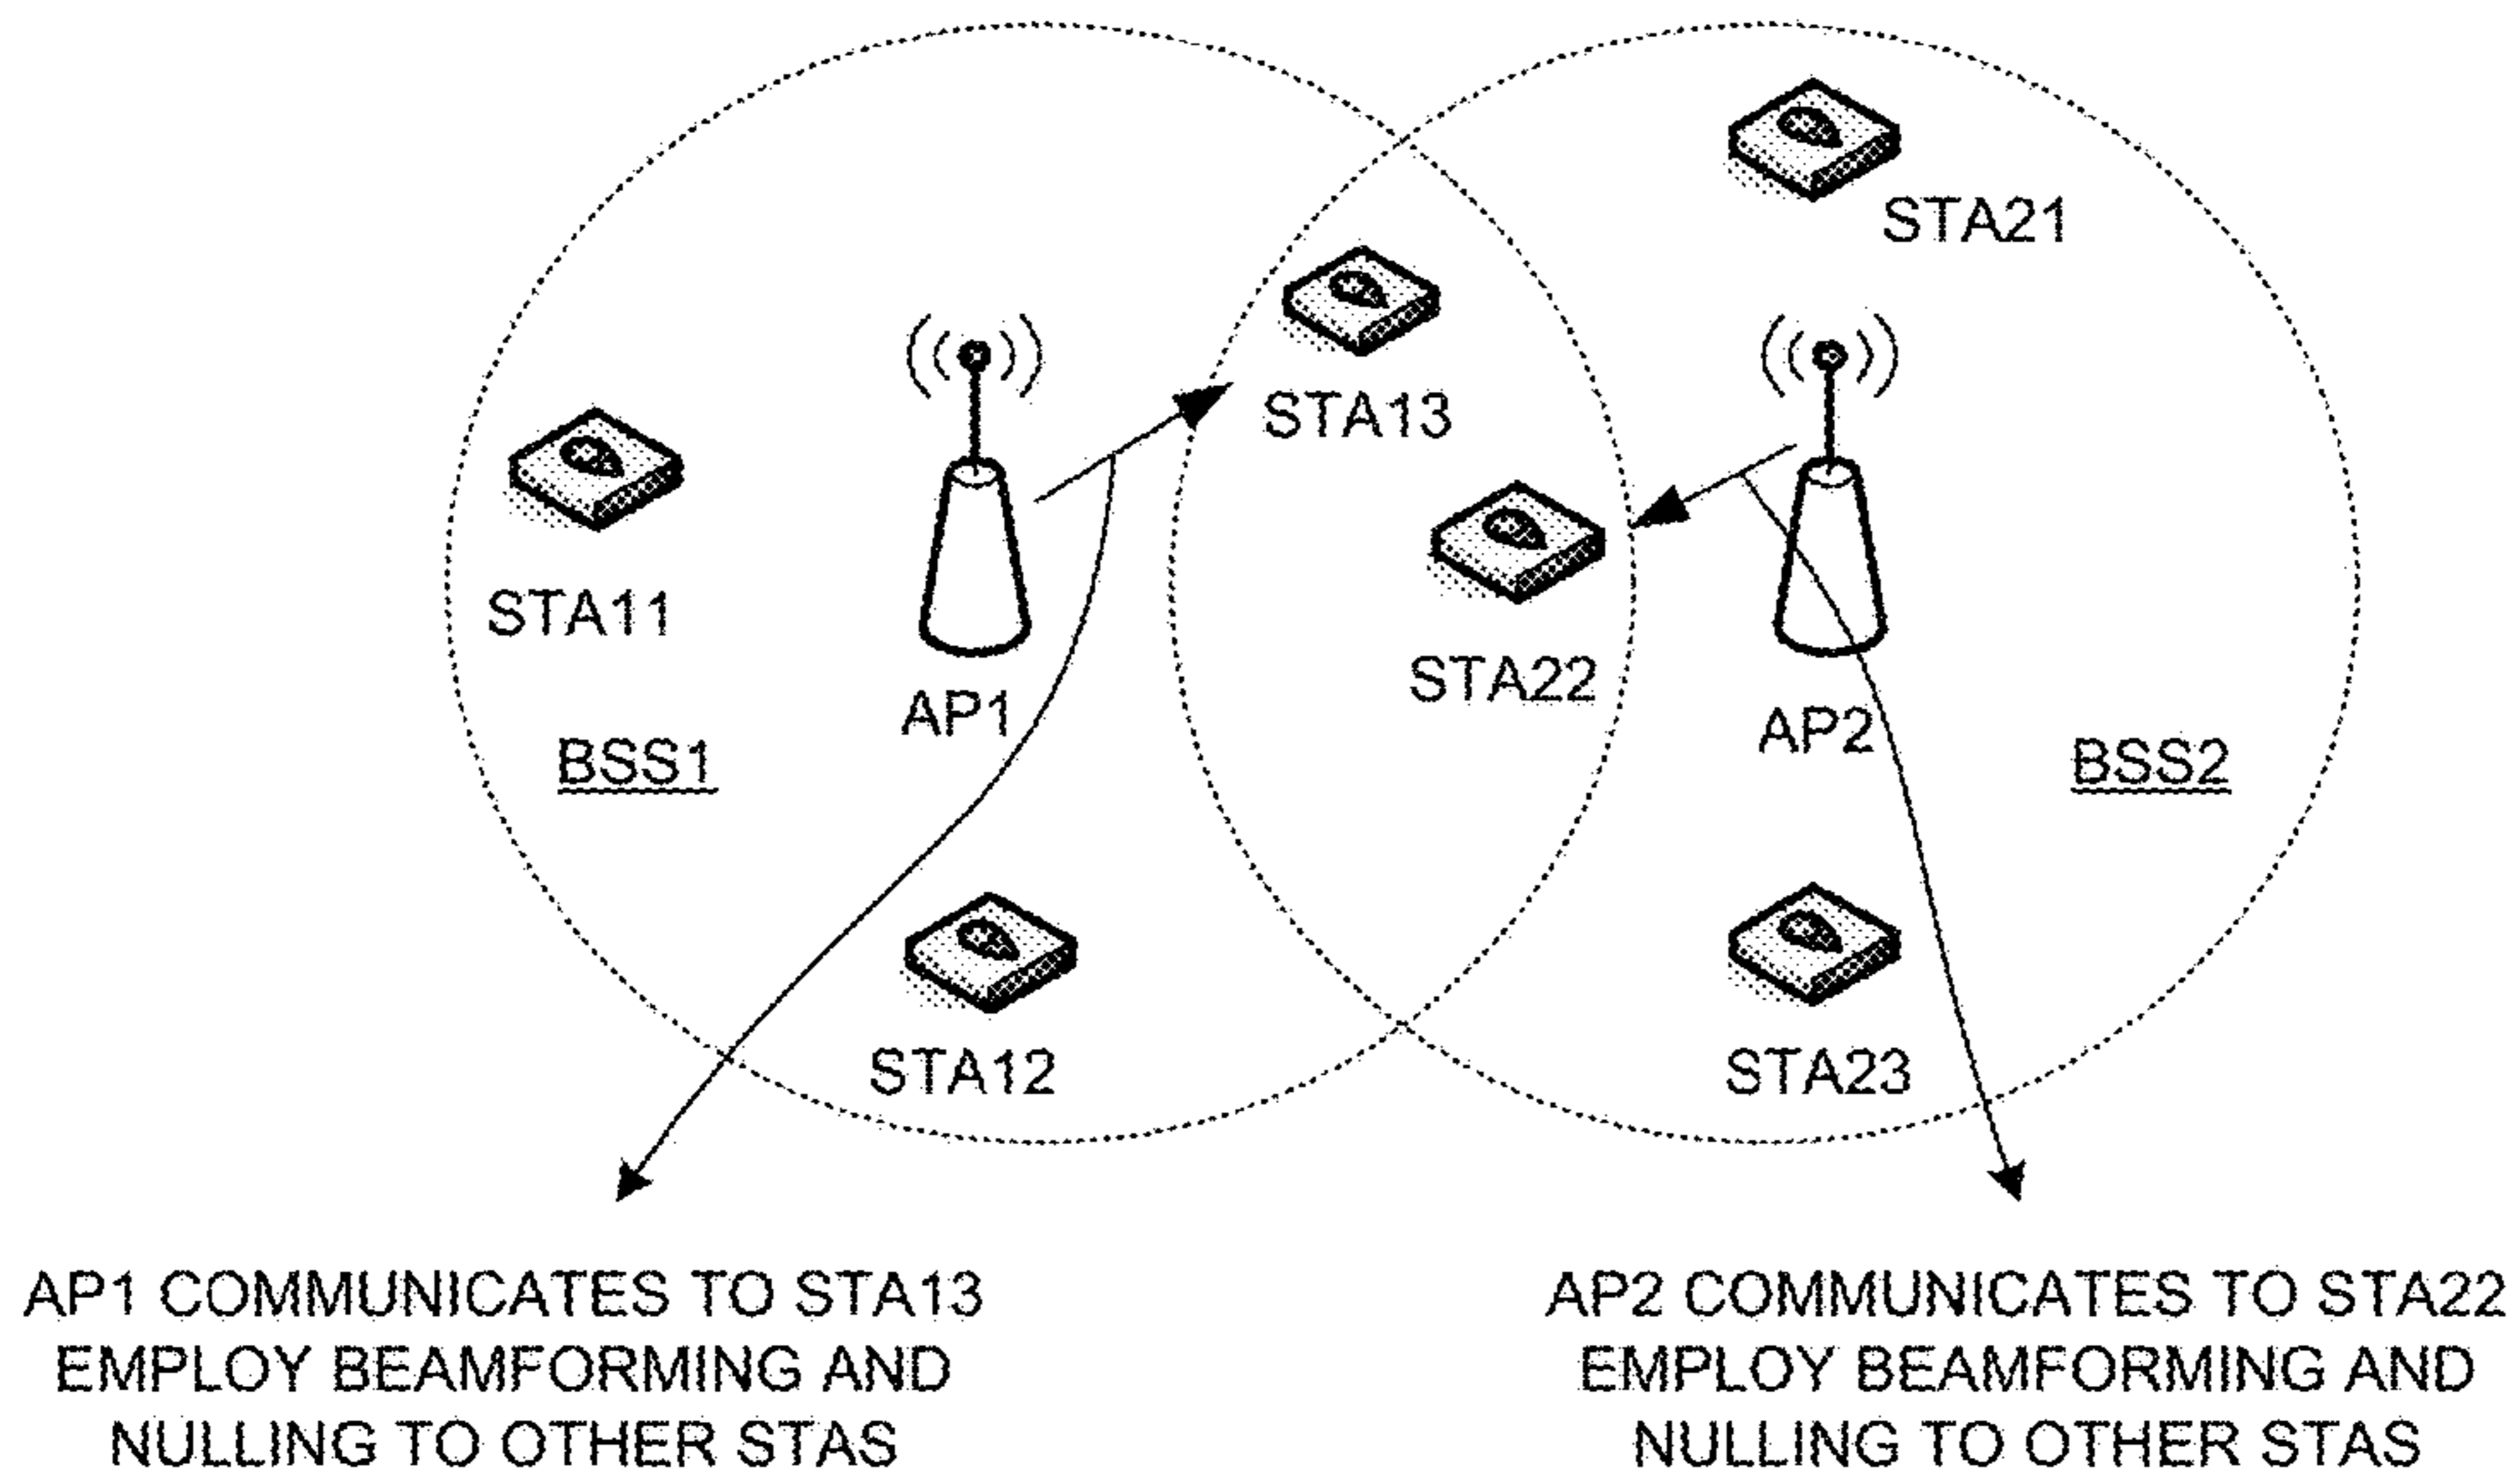 STA21
STA13
STA11
STA22
AP1
AP2
BSS1
BSS2
STA12
STA23
AP1 COMMUNICATES TO STA13
EMPLOY BEAMFORMING AND
NULLING TO OTHER STAS
AP2 COMMUNICATES TO STA22
EMPLOY BEAMFORMING AND
NULLING TO OTHER STAS